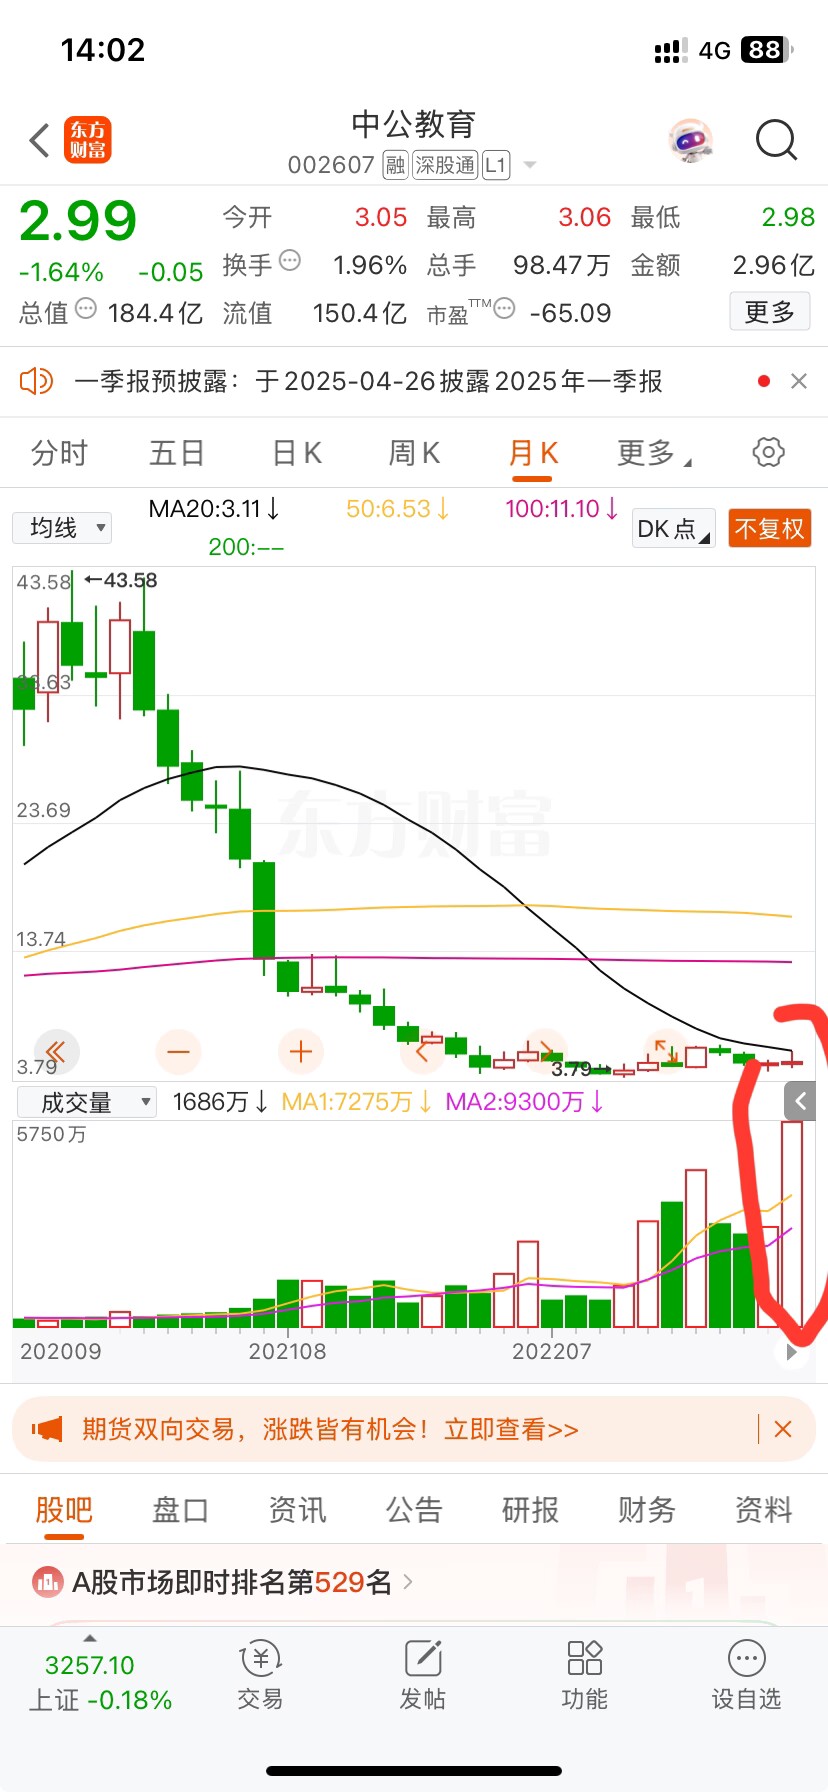 14:02
4G 88
东方财富
中公教育
002607 融 深股通 L1
2.99 今开 3.05 最高 3.06 最低 2.98
-1.64% -0.05 换手 1.96% 总手 98.47万 金额 2.96亿
总值 184.4亿 流值 150.4亿 市盈TTM -65.09 更多
一季报预披露：于2025-04-26披露2025年一季报
分时 五日 日K 周K 月K 更多
均线 MA20:3.11↓ 50:6.53↓ 100:11.10↓ DK点 不复权
200:--
43.58 ←43.58
33.63
23.69
东方财富
13.74
3.79 3.79→
成交量 1686万↓ MA1:7275万↓ MA2:9300万↓
5750万
202009 202108 202207
期货双向交易，涨跌皆有机会！立即查看>>
股吧 盘口 资讯 公告 研报 财务 资料
A股市场即时排名第529名
3257.10
上证 -0.18% 交易 发帖 功能 设自选